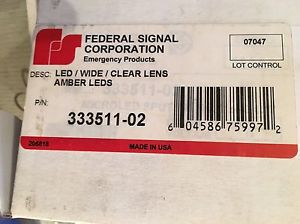 FEDERAL SIGNAL
CORPORATION
Emergency Products
07047
LOT CONTROL
DESC: LED / WIDE / CLEAR LENS
AMBER LEDS
P/N:
333511-02
6 04586 75997 2
MADE IN USA